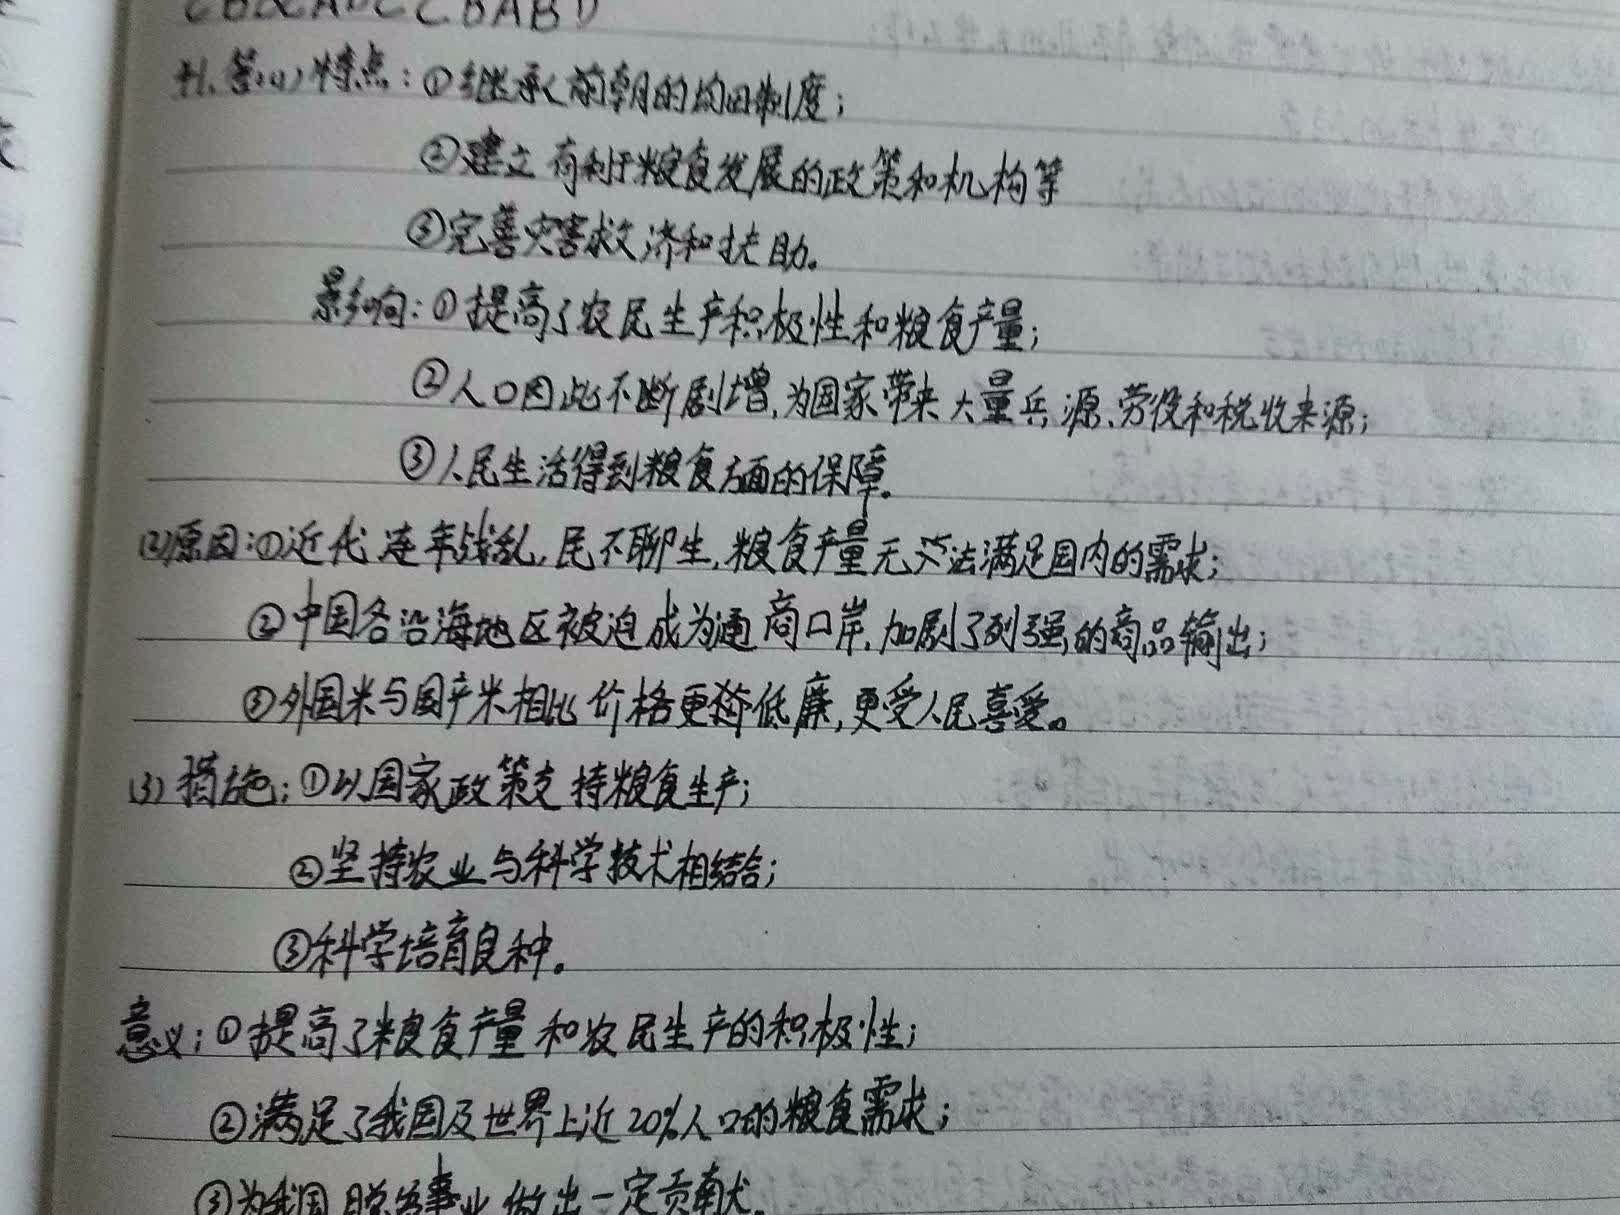 31.答:(1)特点:①继承前朝的均田制度;
②建立有利于粮食发展的政策和机构等
③完善灾害救济和扶助。
影响:①提高了农民生产积极性和粮食产量;
②人口因此不断剧增,为国家带来大量兵源、劳役和税收来源;
③人民生活得到粮食方面的保障。
(2)原因:①近代连年战乱,民不聊生,粮食产量无法满足国内的需求;
②中国各沿海地区被迫成为通商口岸,加剧了列强的商品输出;
③外国米与国产米相比价格更低廉,更受人民喜爱。
(3)措施:①以国家政策支持粮食生产;
②坚持农业与科学技术相结合;
③科学培育良种。
意义:①提高了粮食产量和农民生产的积极性;
②满足了我国及世界上近20%人口的粮食需求;
③为我国脱贫事业做出一定贡献。